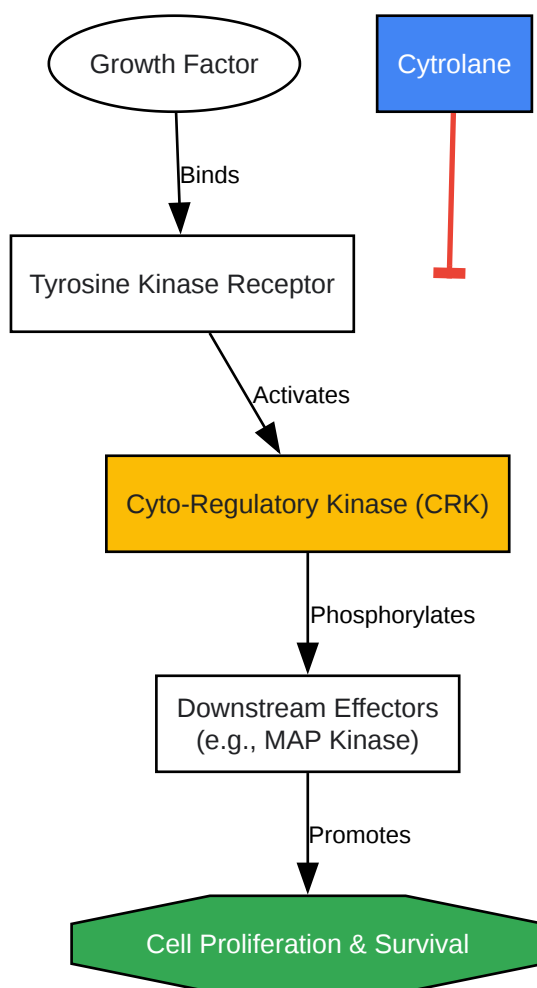 Growth Factor
Cytrolane
Binds
Tyrosine Kinase Receptor
Activates
Cyto-Regulatory Kinase (CRK)
Phosphorylates
Downstream Effectors
(e.g., MAP Kinase)
Promotes
Cell Proliferation & Survival